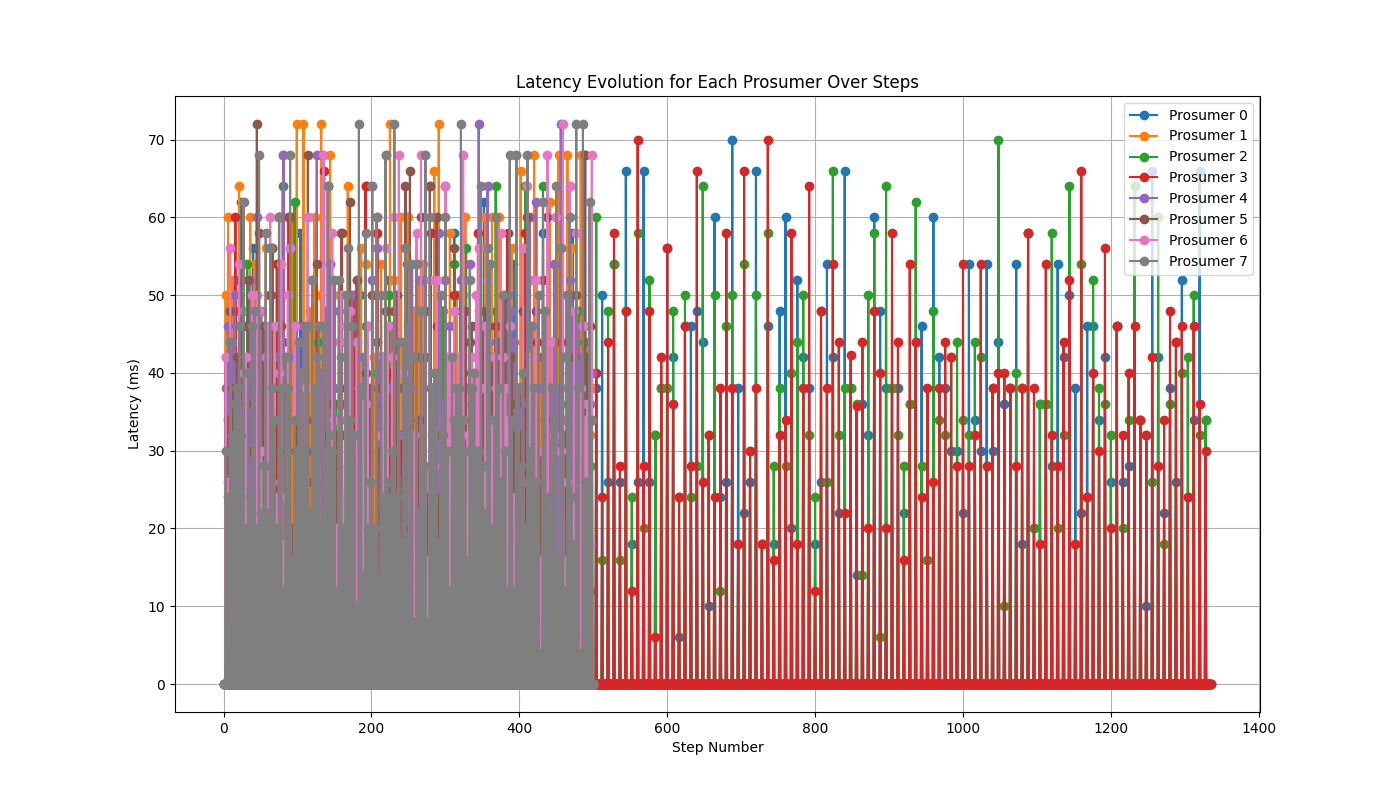 Latency Evolution for Each Prosumer Over Steps
Latency (ms)
70
60
50
40
30
20
10
0
0 200 400 600 800 1000 1200 1400
Step Number
Prosumer 0
Prosumer 1
Prosumer 2
Prosumer 3
Prosumer 4
Prosumer 5
Prosumer 6
Prosumer 7